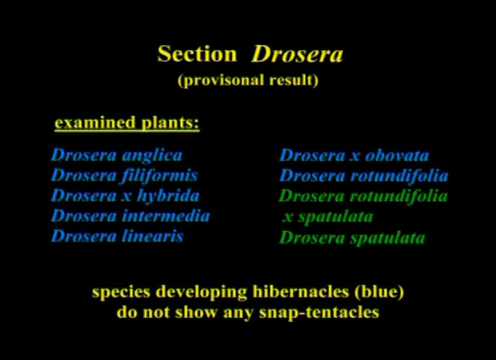 Section Drosera
(provisonal result)
examined plants:
Drosera anglica
Drosera filiformis
Drosera x hybrida
Drosera intermedia
Drosera linearis
Drosera x obovata
Drosera rotundifolia
Drosera rotundifolia
x spatulata
Drosera spatulata
species developing hibernacles (blue)
do not show any snap-tentacles